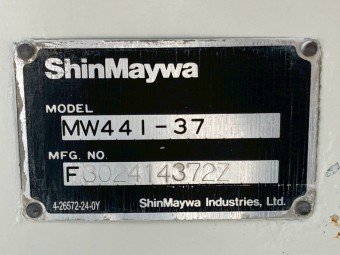 ShinMaywa
MODEL
MW441-37
MFG. NO.
F3024143722
4-26572-24-0Y
ShinMaywa Industries, Ltd.